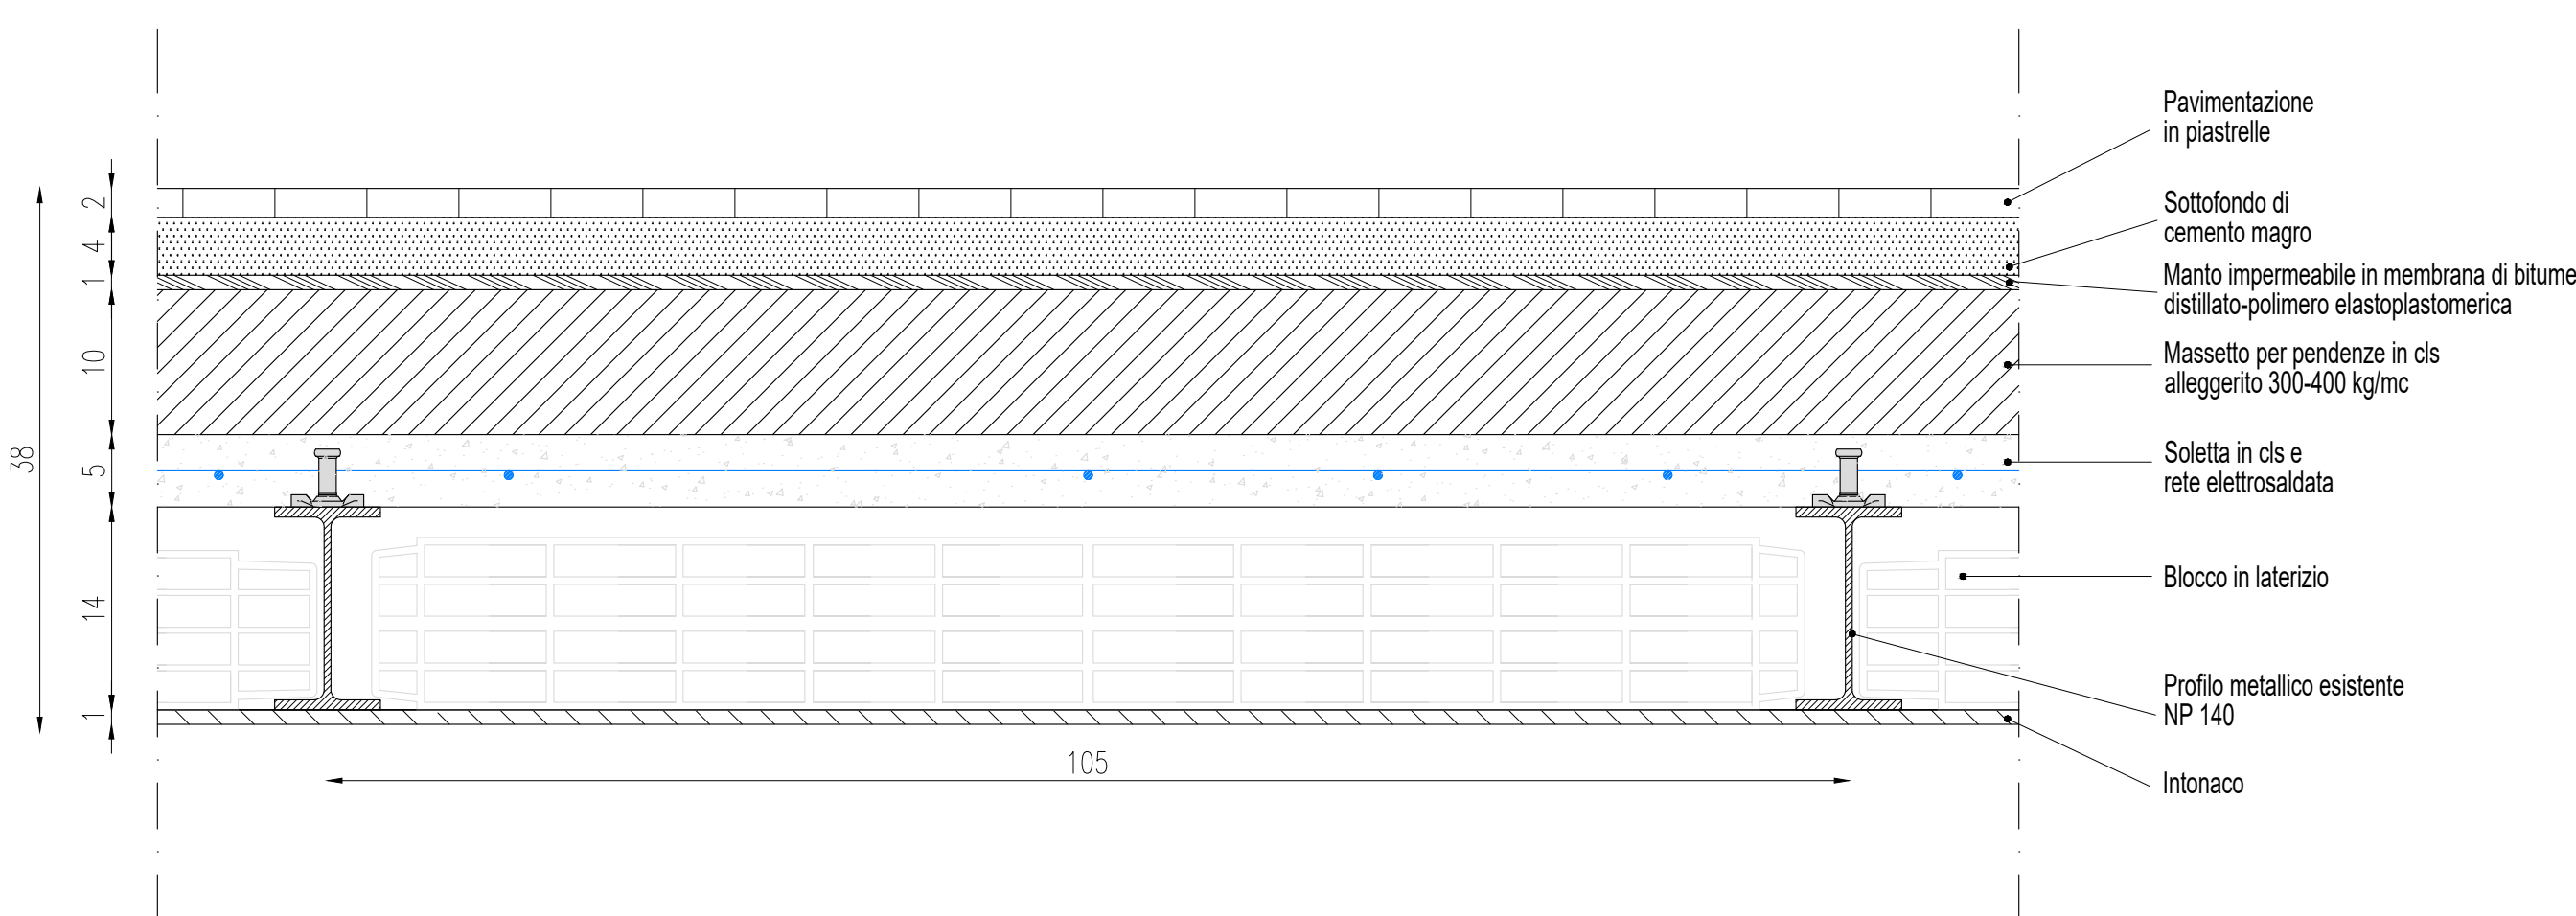 Pavimentazione
in piastrelle
Sottofondo di
cemento magro
Manto impermeabile in membrana di bitume
distillato-polimero elastoplastomerica
Massetto per pendenze in cls
alleggerito 300-400 kg/mc
Soletta in cls e
rete elettrosaldata
Blocco in laterizio
Profilo metallico esistente
NP 140
Intonaco
38
2
4
1
10
5
14
1
105